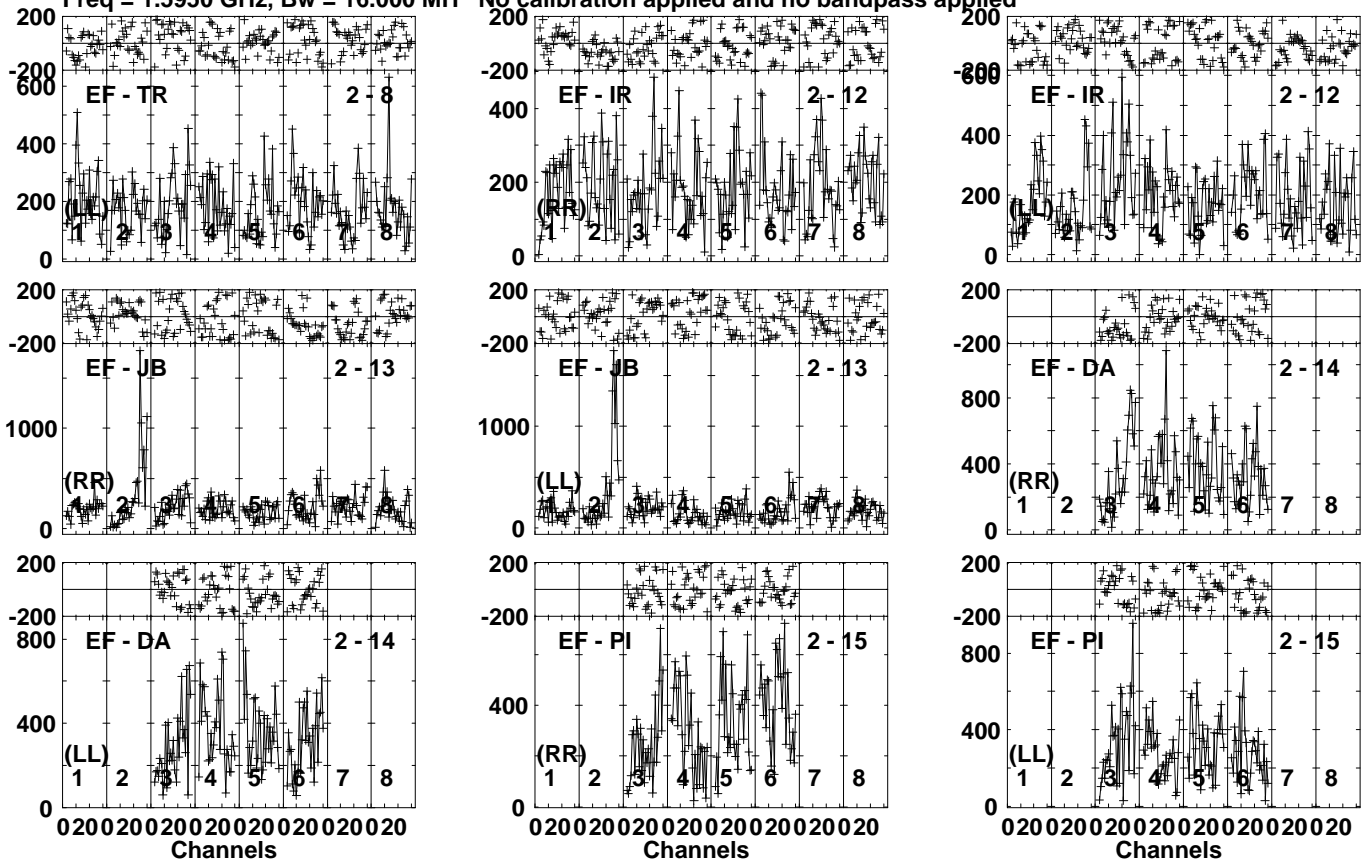 Freq = 1.5950 GHz, Bw = 16.000 MH No calibration applied and no bandpass applied
200 200 200
-200 -200 -200
600 EF - TR 2 - 8 EF - IR 2 - 12 600 EF - IR 2 - 12
400 400 400
200 200 200
(LL) (RR) (LL)
1 2 3 4 5 6 7 8 1 2 3 4 5 6 7 8 1 2 3 4 5 6 7 8
0 0 0
200 200 200
-200 -200 -200
EF - JB 2 - 13 EF - JB 2 - 13 EF - DA 2 - 14
800
1000 1000
400
(RR) (LL) (RR)
1 2 3 4 5 6 7 8 1 2 3 4 5 6 7 8 1 2 3 4 5 6 7 8
0 0 0
200 200 200
-200 -200 -200
800 EF - DA 2 - 14 EF - PI 2 - 15 EF - PI 2 - 15
800
400 400 400
(LL) (RR) (LL)
1 2 3 4 5 6 7 8 1 2 3 4 5 6 7 8 1 2 3 4 5 6 7 8
0 0 0
0 20 0 20 0 20 0 20 0 20 0 20 0 20 0 20 0 20 0 20 0 20 0 20 0 20 0 20 0 20 0 20 0 20 0 20 0 20 0 20 0 20 0 20 0 20 0 20
Channels Channels Channels